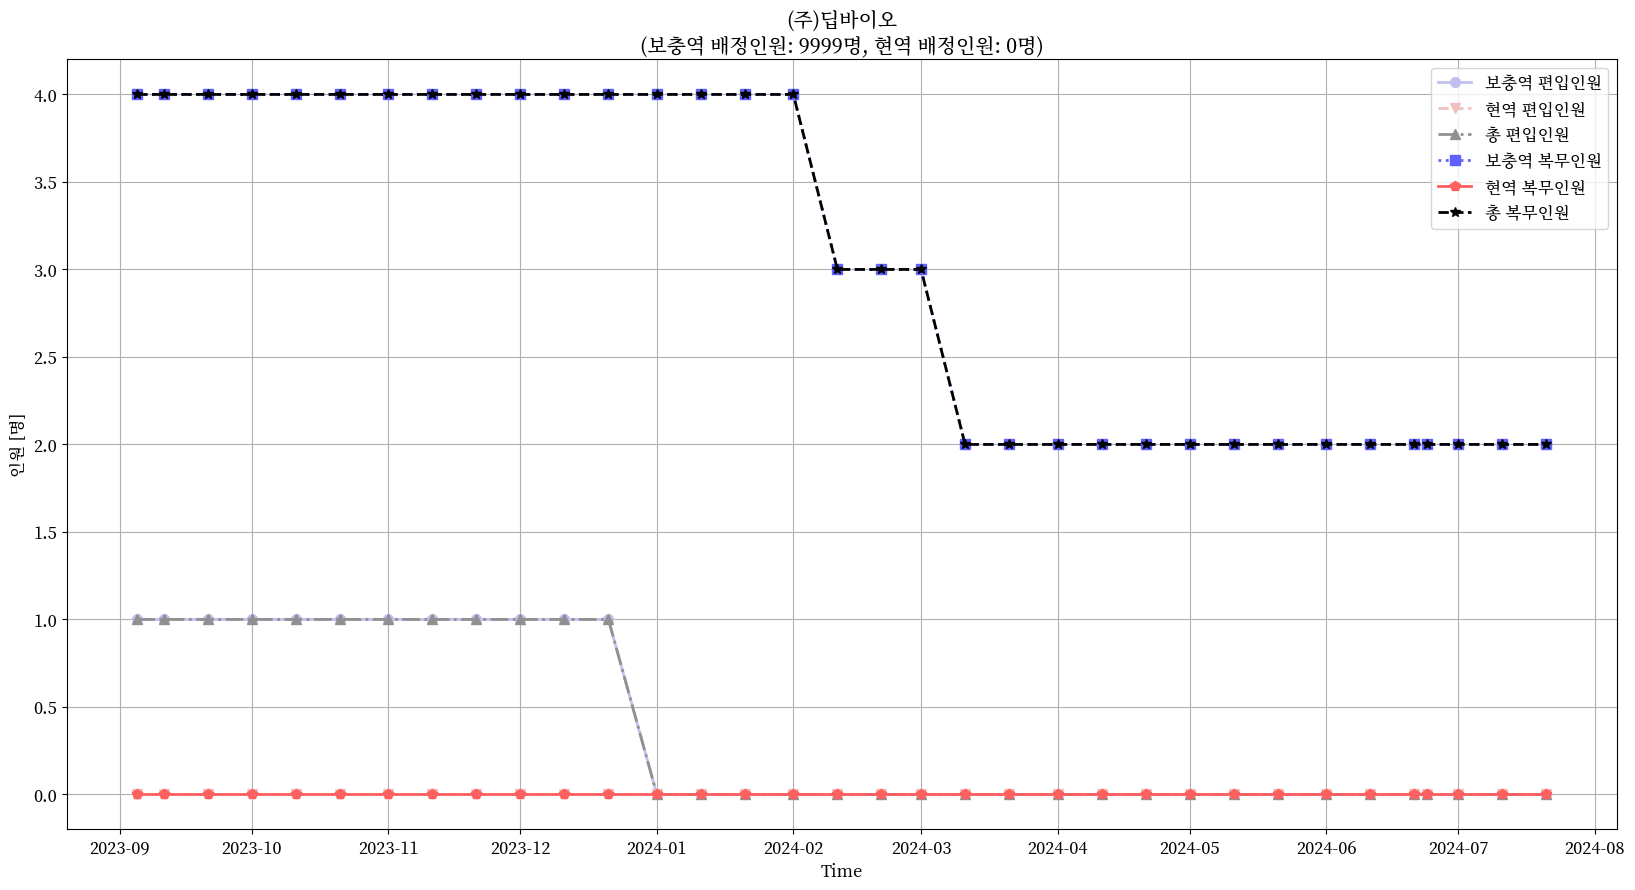 (주)딥바이오
(보충역 배정인원: 9999명, 현역 배정인원: 0명)
보충역 편입인원
현역 편입인원
총 편입인원
보충역 복무인원
현역 복무인원
총 복무인원
인원 [명]
4.0
3.5
3.0
2.5
2.0
1.5
1.0
0.5
0.0
2023-09 2023-10 2023-11 2023-12 2024-01 2024-02 2024-03 2024-04 2024-05 2024-06 2024-07 2024-08
Time